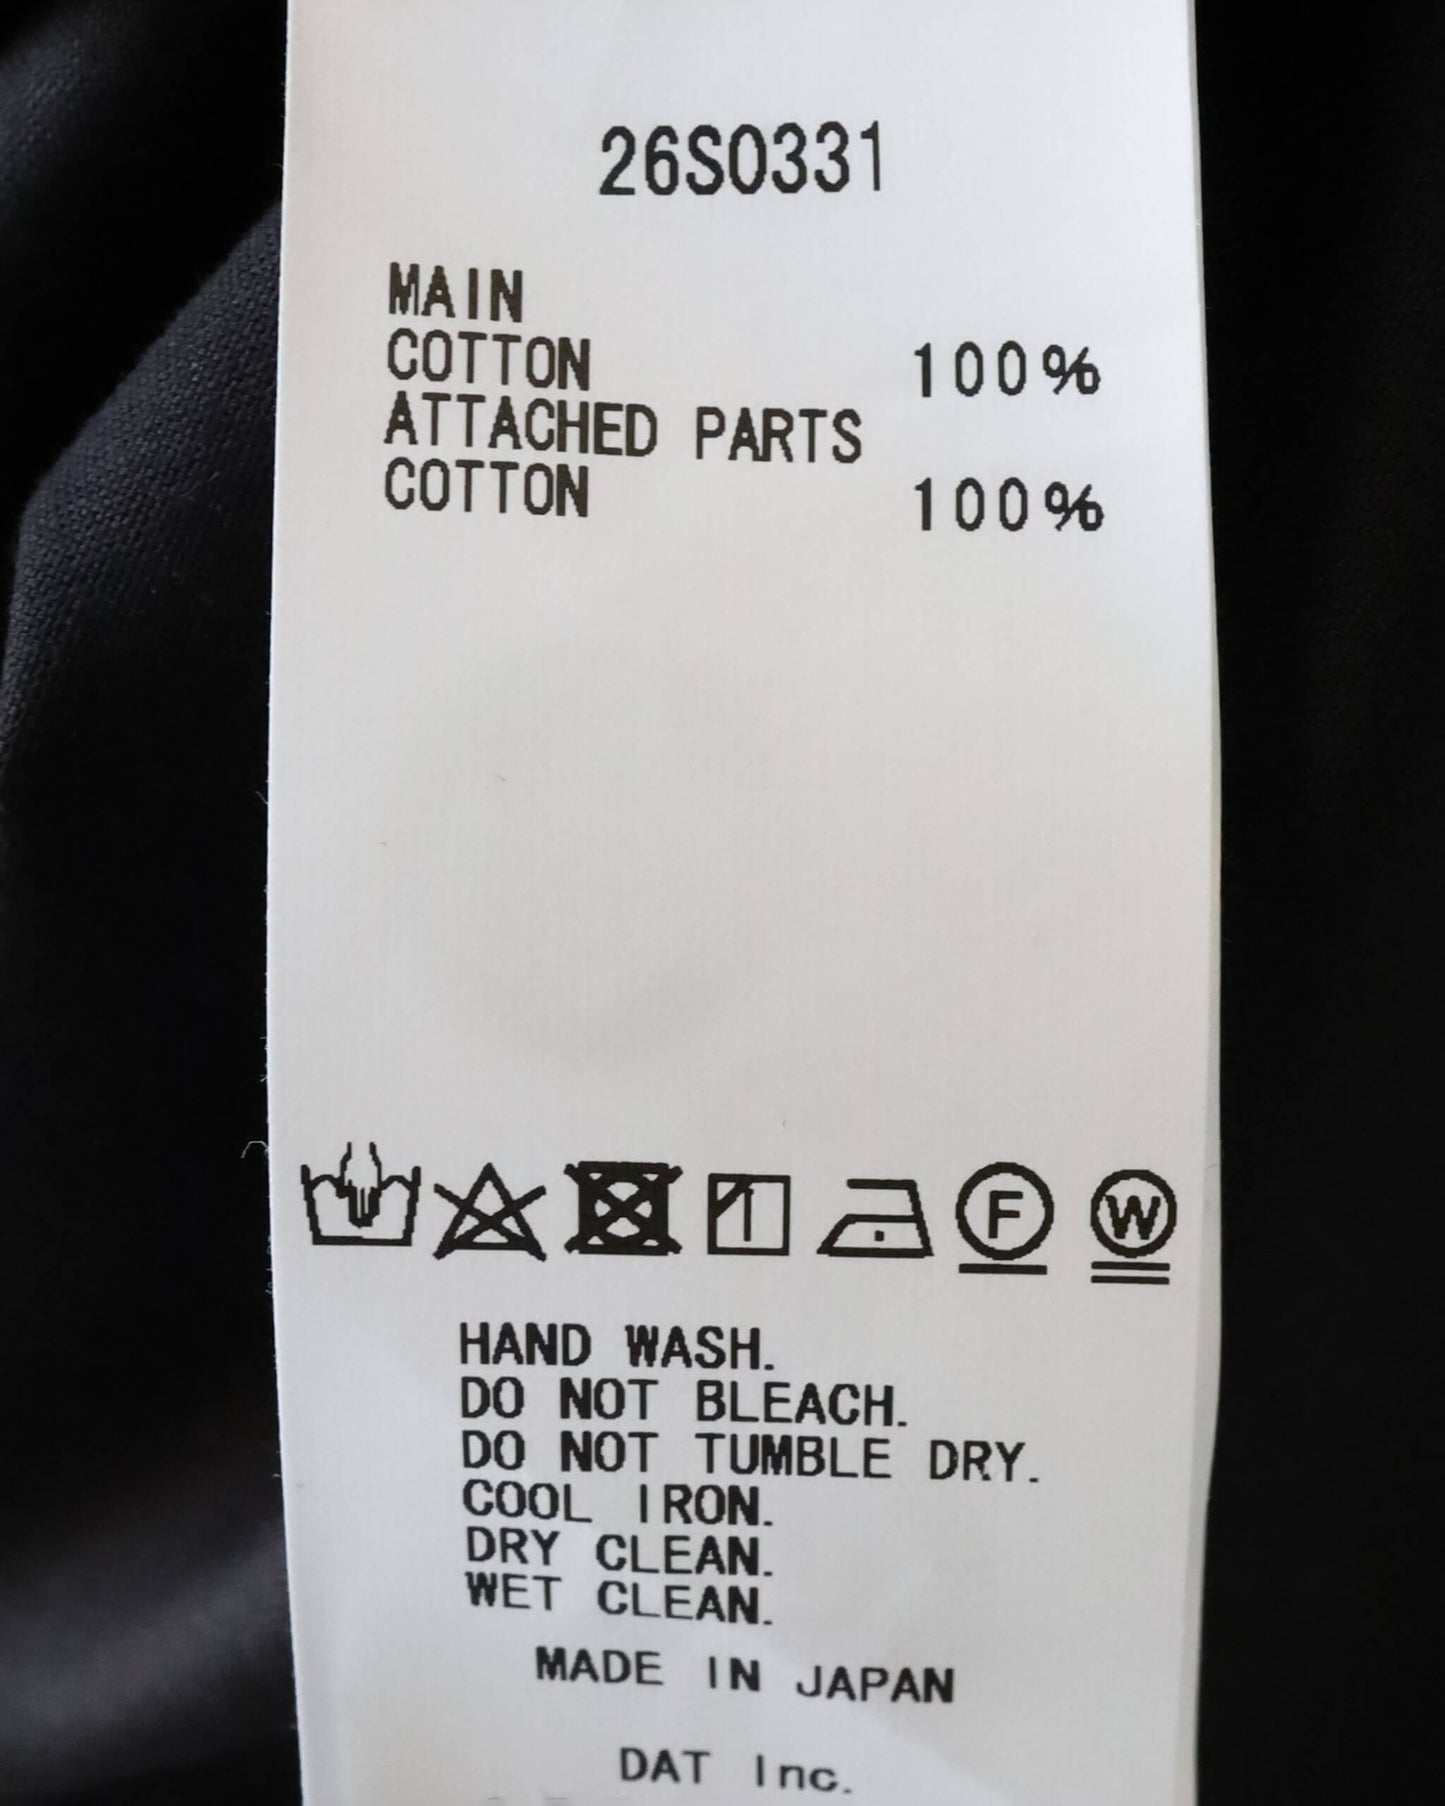 26S0331
MAIN
COTTON 100%
ATTACHED PARTS
COTTON 100%
F W
HAND WASH.
DO NOT BLEACH.
DO NOT TUMBLE DRY.
COOL IRON.
DRY CLEAN.
WET CLEAN.
MADE IN JAPAN
DAT Inc.